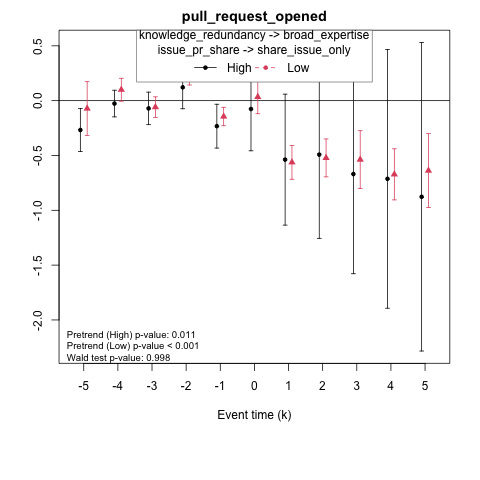 pull_request_opened
knowledge_redundancy -> broad_expertise
issue_pr_share -> share_issue_only
High Low
0.5
0.0
-0.5
-1.0
-1.5
-2.0
Pretrend (High) p-value: 0.011
Pretrend (Low) p-value < 0.001
Wald test p-value: 0.998
-5 -4 -3 -2 -1 0 1 2 3 4 5
Event time (k)